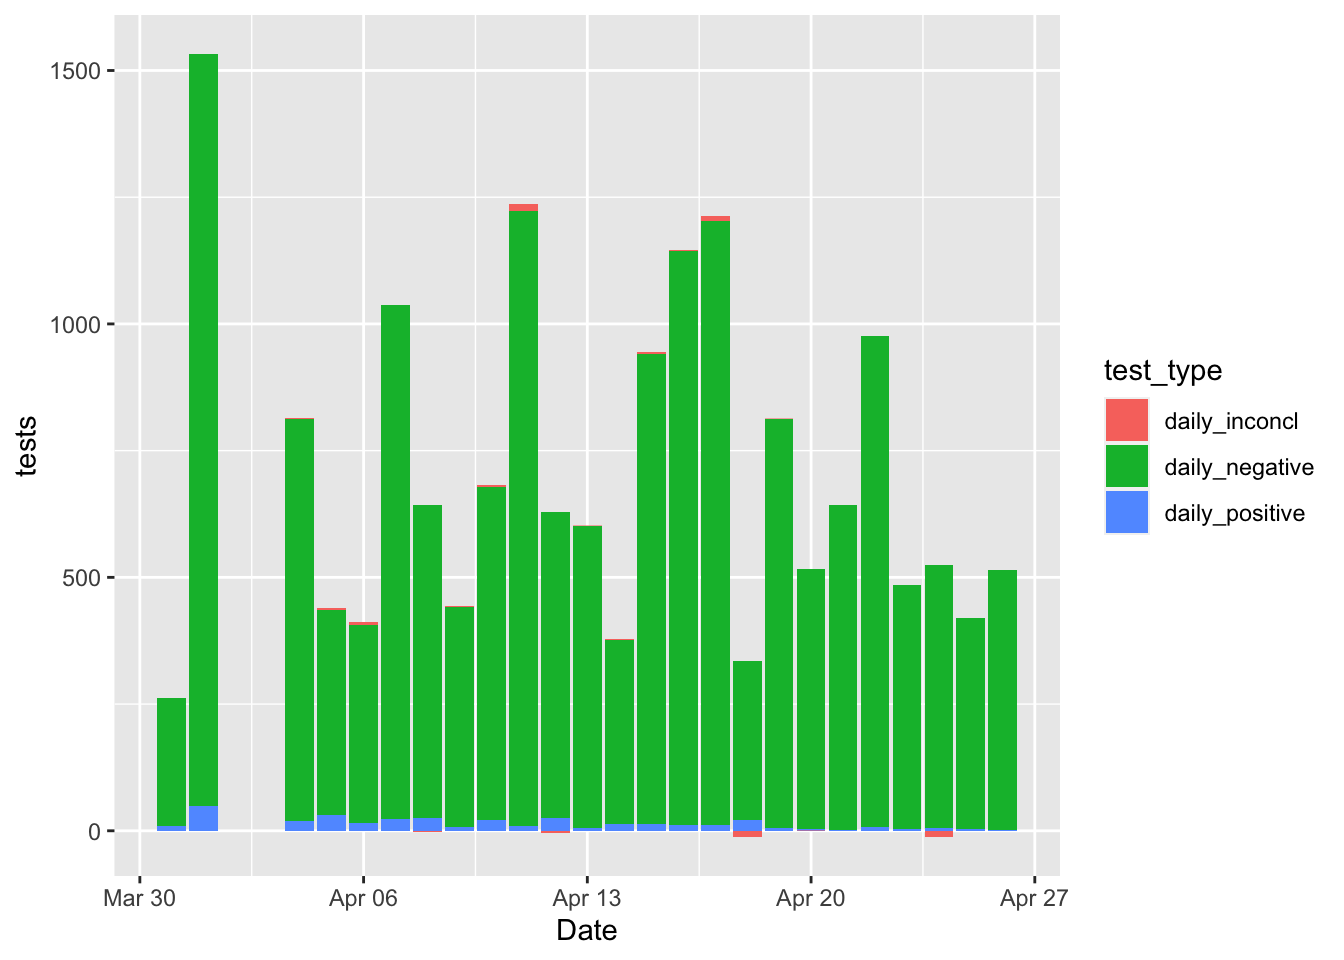 1500
1000
500
0
tests
Mar 30
Apr 06
Apr 13
Apr 20
Apr 27
Date
test_type
daily_inconcl
daily_negative
daily_positive